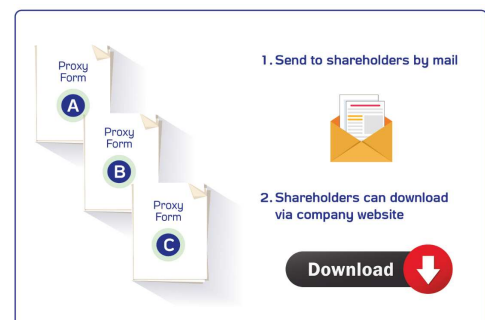 Proxy
Form
A
Proxy
Form
B
Proxy
Form
C
1. Send to shareholders by mail
2. Shareholders can download
via company website
Download